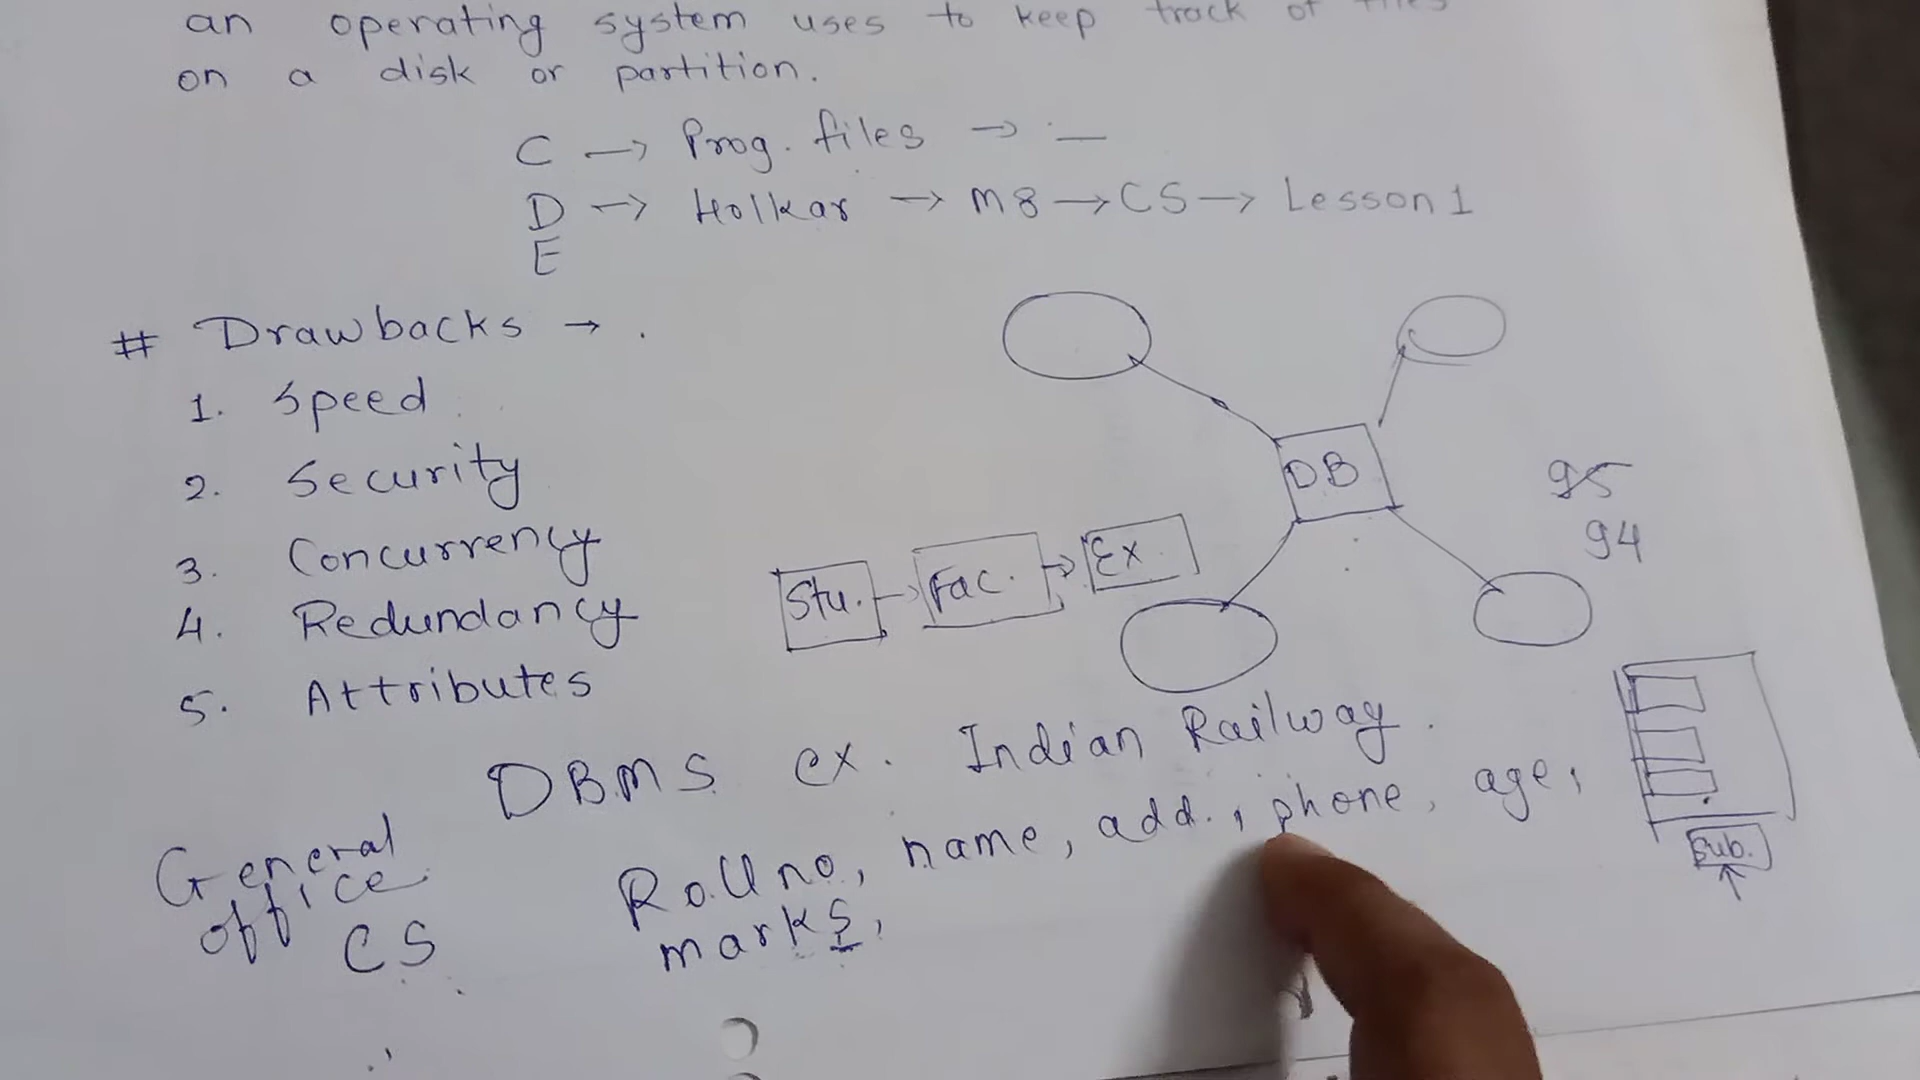 an operating system uses to keep track of files
on a disk or partition.
C → Prog. files → —
D → Holkar → M8 → CS → Lesson 1
E
# Drawbacks →
1. Speed
2. Security
3. Concurrency
4. Redundancy
5. Attributes
DB
95
94
Stu. → Fac. → Ex.
DBMS ex. Indian Railway.
Roll no, name, add., phone, age,
marks,
Sub.
General
office
CS